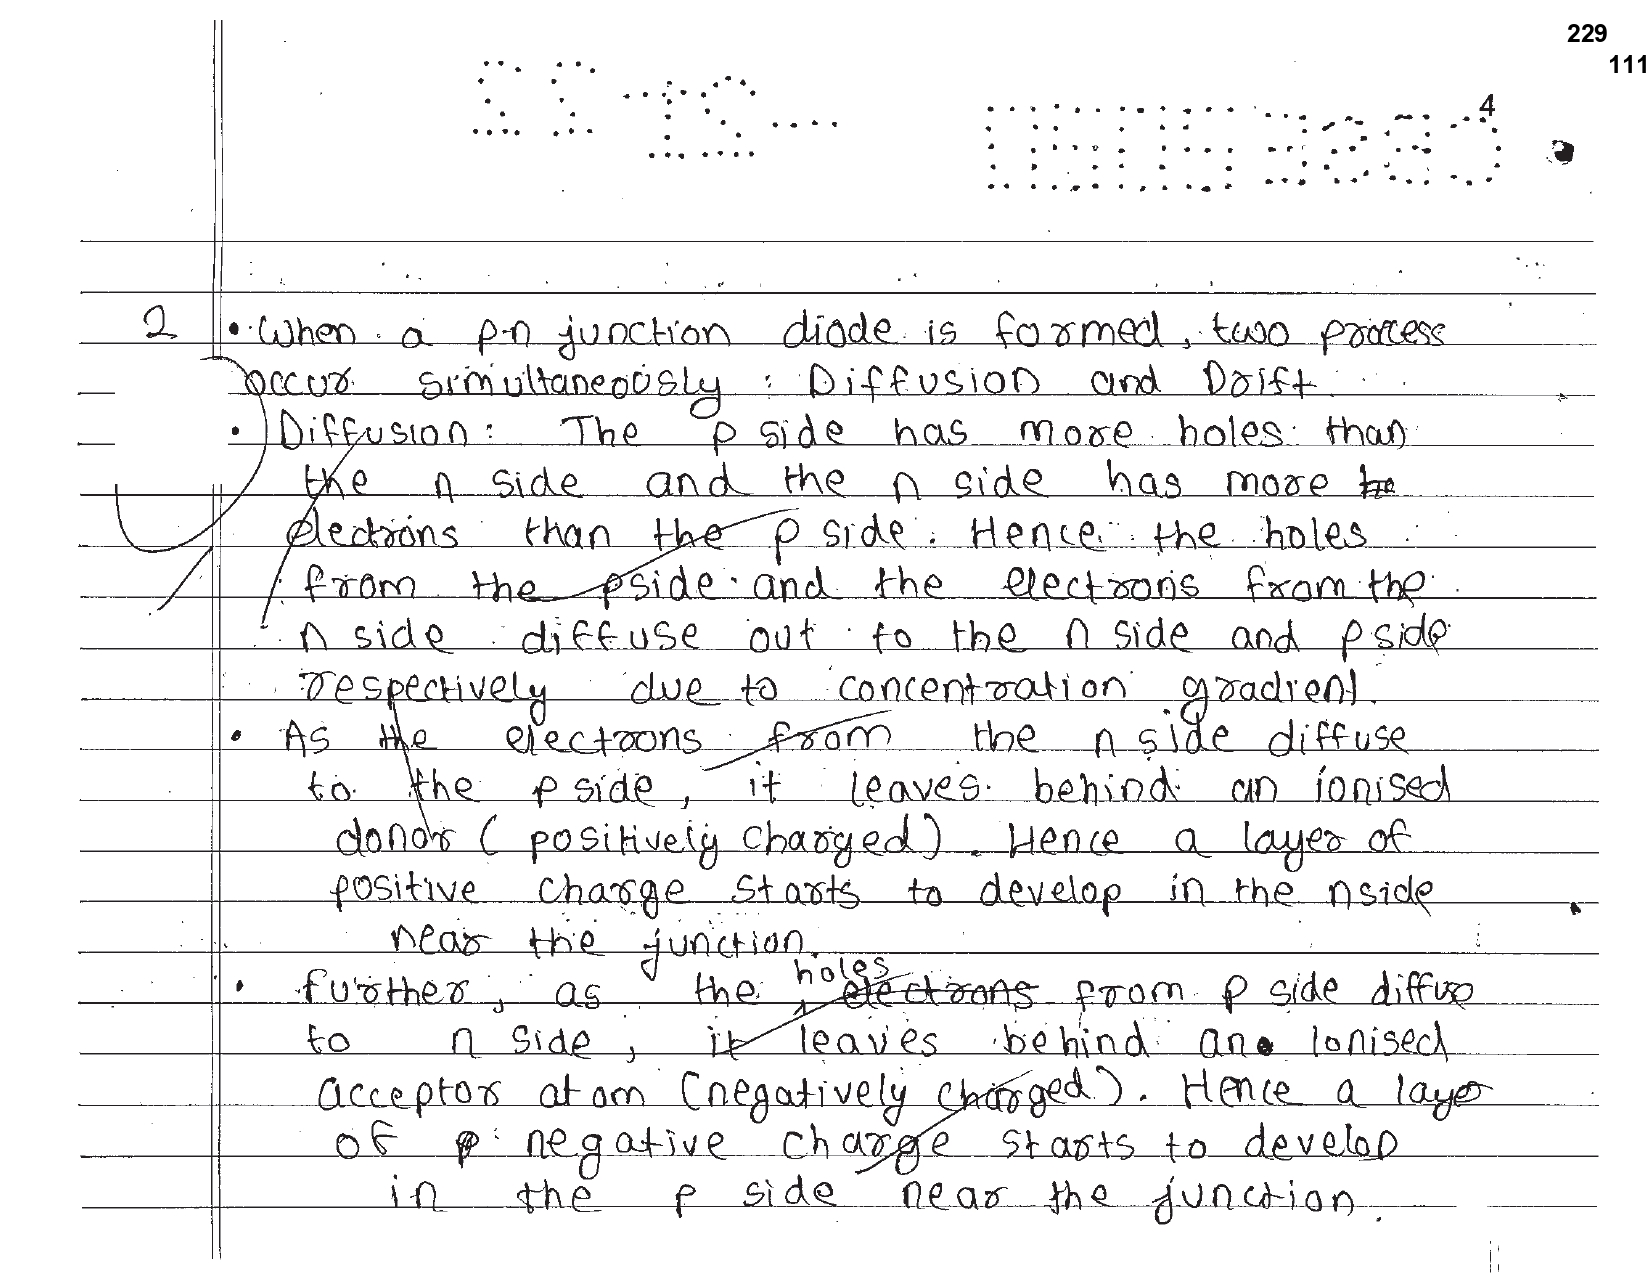 229
111
4
2 • When a p-n junction diode is formed, two process
occur simultaneously : Diffusion and Drift
• Diffusion: The p side has more holes than
the n side and the n side has more
electrons than the p side. Hence the holes
from the pside and the electrons from the
n side diffuse out to the n side and p side
respectively due to concentration gradient.
• As the electrons from the n side diffuse
to the p side, it leaves behind an ionised
donor (positively charged). Hence a layer of
positive charge starts to develop in the nside
near the junction.
• further, as the holes electrons from p side diffuse
to n side, it leaves behind an Ionised
acceptor atom (negatively charged). Hence a layer
of p negative charge starts to develop
in the p side near the junction.